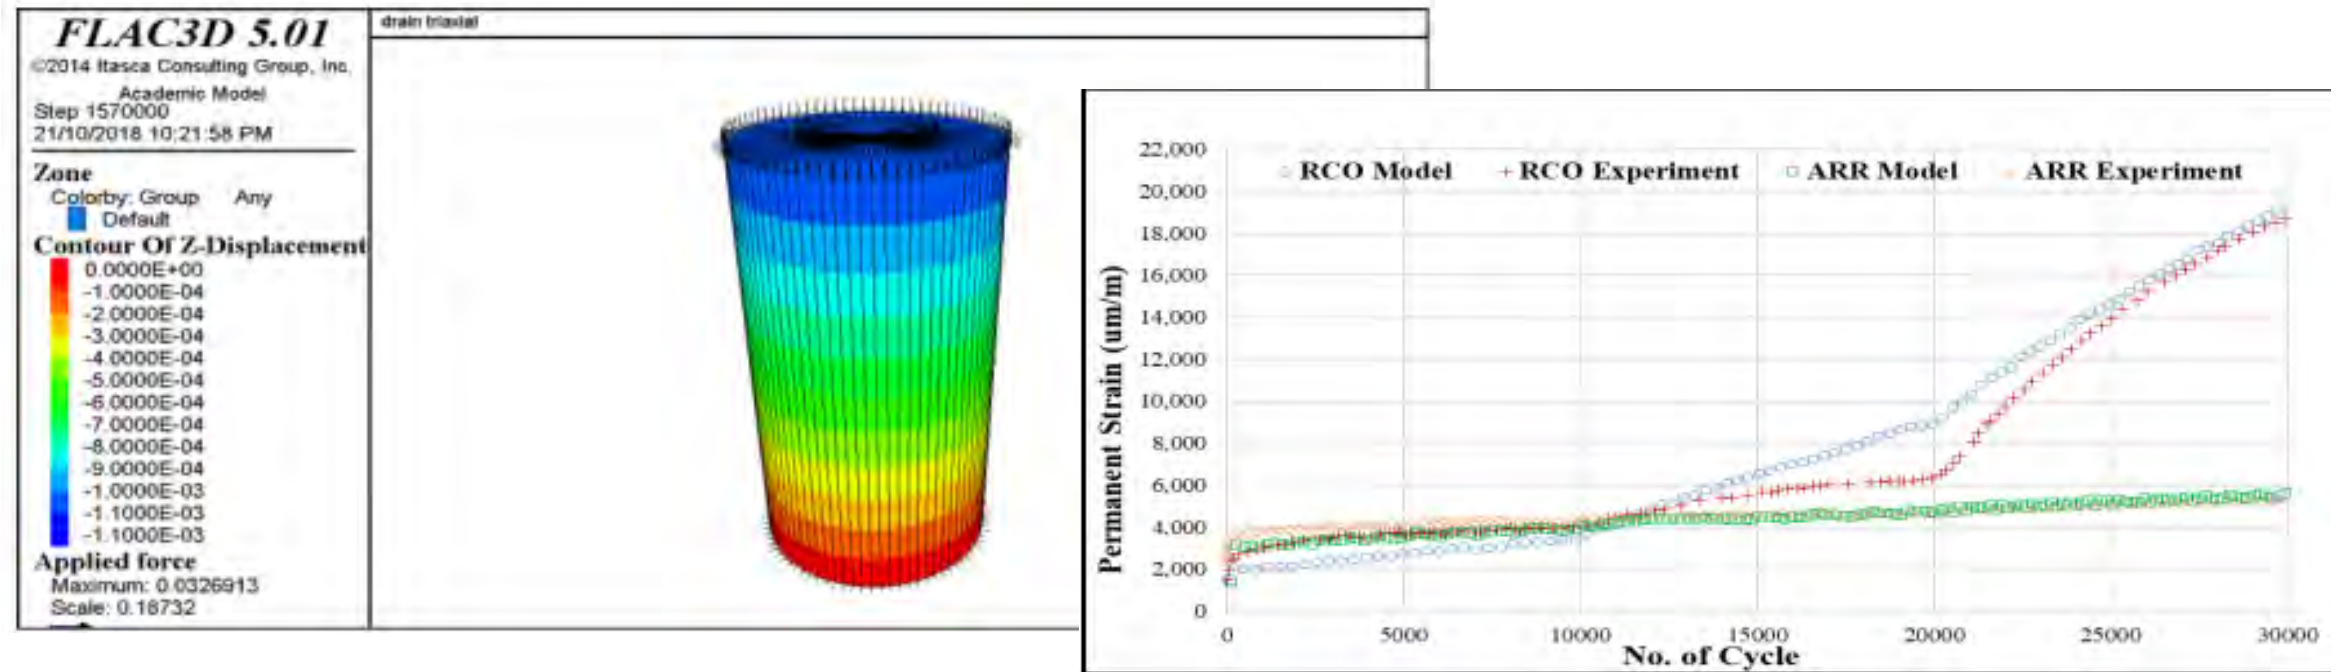 FLAC3D 5.01
©2014 Itasca Consulting Group, Inc.
Academic Model
Step 1570000
21/10/2018 10:21:58 PM
Zone
Colorby: Group Any
Default
Contour Of Z-Displacement
0.0000E+00
-1.0000E-04
-2.0000E-04
-3.0000E-04
-4.0000E-04
-5.0000E-04
-6.0000E-04
-7.0000E-04
-8.0000E-04
-9.0000E-04
-1.0000E-03
-1.1000E-03
-1.1000E-03
Applied force
Maximum: 0.0326913
Scale: 0.18732
drain triaxial
22,000
20,000
18,000
16,000
14,000
12,000
10,000
8,000
6,000
4,000
2,000
0
Permanent Strain (um/m)
RCO Model RCO Experiment ARR Model ARR Experiment
0 5000 10000 15000 20000 25000 30000
No. of Cycle